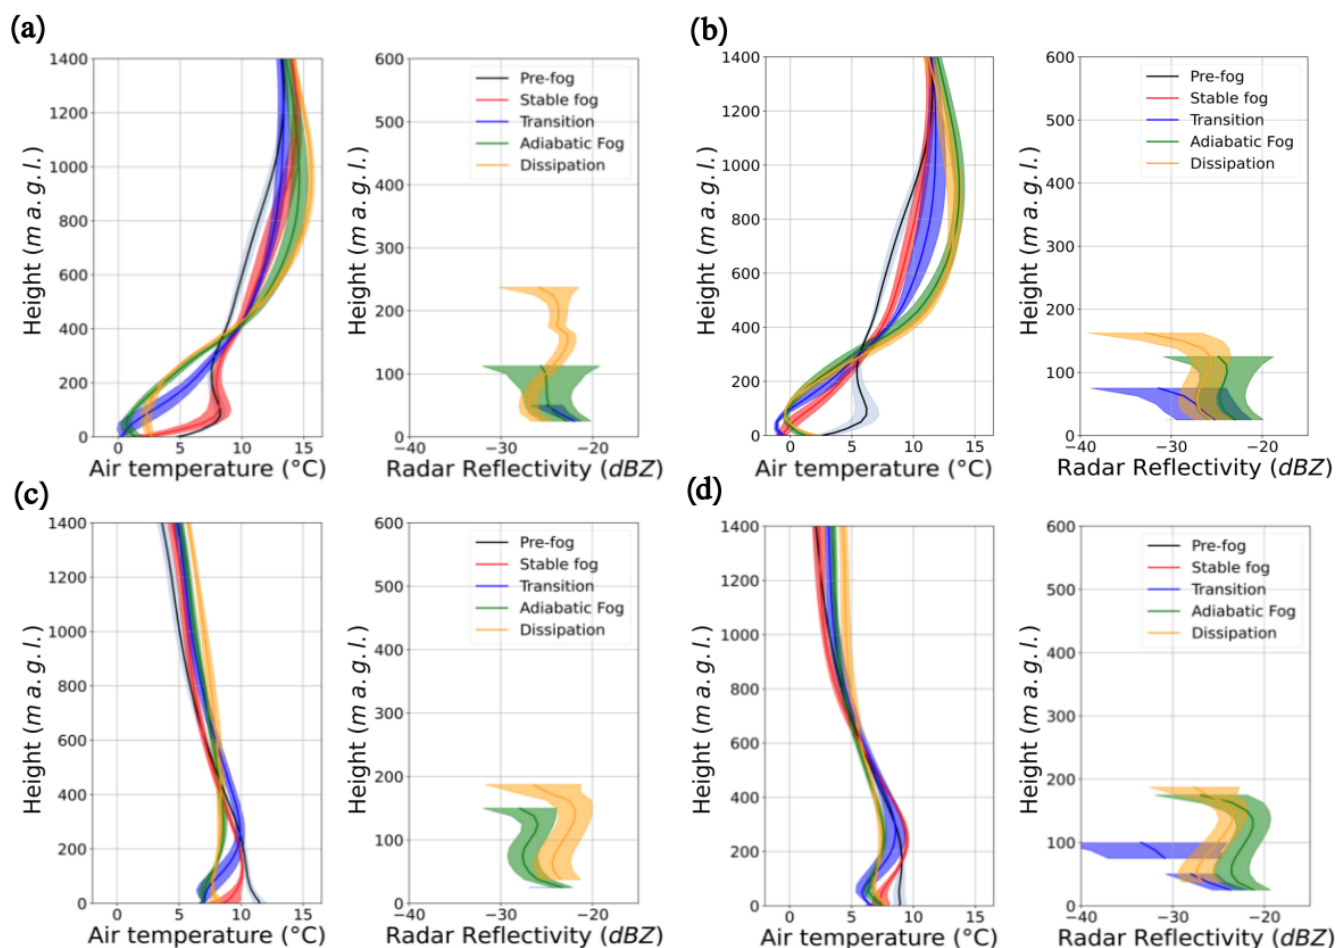 (a)
Height (m a.g.l.)
1400
1200
1000
800
600
400
200
0
0 5 10 15
Air temperature (°C)
Height (m a.g.l.)
600
500
400
300
200
100
0
−40 −30 −20
Radar Reflectivity (dBZ)
Pre-fog
Stable fog
Transition
Adiabatic Fog
Dissipation
(b)
Height (m a.g.l.)
1400
1200
1000
800
600
400
200
0
0 5 10 15
Air temperature (°C)
Height (m a.g.l.)
600
500
400
300
200
100
0
−40 −30 −20
Radar Reflectivity (dBZ)
Pre-fog
Stable fog
Transition
Adiabatic Fog
Dissipation
(c)
Height (m a.g.l.)
1400
1200
1000
800
600
400
200
0
0 5 10 15
Air temperature (°C)
Height (m a.g.l.)
600
500
400
300
200
100
0
−40 −30 −20
Radar Reflectivity (dBZ)
Pre-fog
Stable fog
Transition
Adiabatic Fog
Dissipation
(d)
Height (m a.g.l.)
1400
1200
1000
800
600
400
200
0
0 5 10 15
Air temperature (°C)
Height (m a.g.l.)
600
500
400
300
200
100
0
−40 −30 −20
Radar Reflectivity (dBZ)
Pre-fog
Stable fog
Transition
Adiabatic Fog
Dissipation